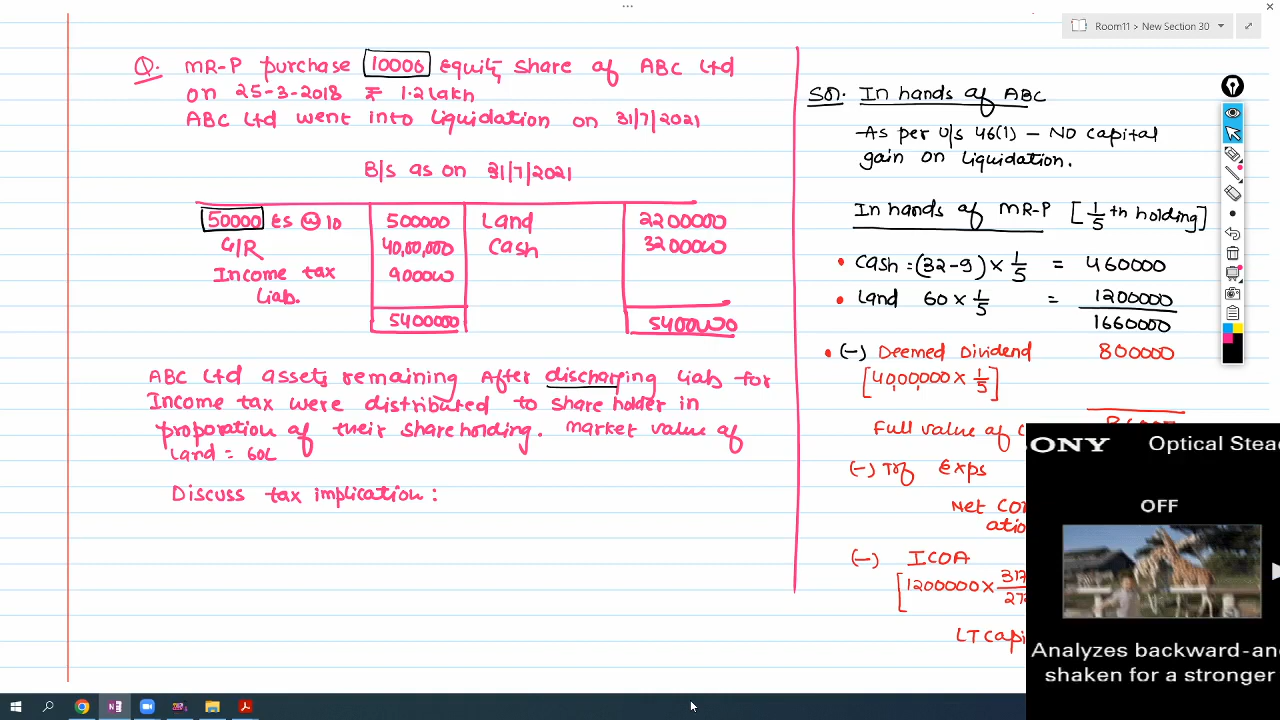 Room11 > New Section 30
Q. MR-P purchase 10000 equity share of ABC Ltd
on 25-3-2018 ₹ 1.2 lakh
ABC Ltd went into liquidation on 31/7/2021
B/s as on 31/7/2021
50000 ES @ 10 500000 Land 2200000
G/R 40,00,000 Cash 3200000
Income tax 900000
Liab.
5400000 5400000
ABC Ltd assets remaining After discharging liab for
Income tax were distributed to share holder in
proporation of their shareholding. Market value of
Land = 60L
Discuss tax implication :
Sol. In hands of ABC
As per u/s 46(1) - NO capital
gain on liquidation.
In hands of MR-P [1/5 th holding]
• Cash = (32-9) × 1/5 = 460000
• Land 60 × 1/5 = 1200000
1660000
• (-) Deemed Dividend 800000
[40,00,000 × 1/5]
Full value of
(-) Trf Exps
Net
(-) ICOA
[1200000 ×
LT
SONY Optical
OFF
Analyzes backward-
shaken for a stronger